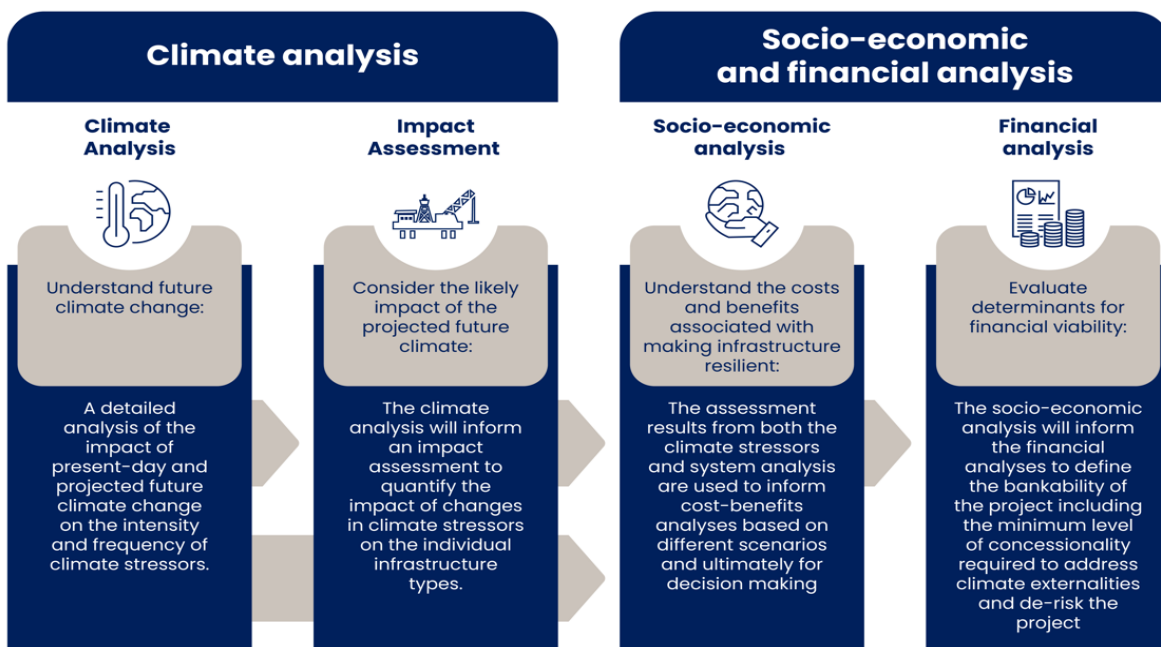 Climate analysis
Socio-economic
and financial analysis
Climate
Analysis
Impact
Assessment
Socio-economic
analysis
Financial
analysis
Understand future
climate change:
Consider the likely
impact of the
projected future
climate:
Understand the costs
and benefits
associated with
making infrastructure
resilient:
Evaluate
determinants for
financial viability:
A detailed
analysis of the
impact of
present-day and
projected future
climate change
on the intensity
and frequency of
climate stressors.
The climate
analysis will inform
an impact
assessment to
quantify the
impact of changes
in climate stressors
on the individual
infrastructure
types.
The assessment
results from both the
climate stressors
and system analysis
are used to inform
cost-benefits
analyses based on
different scenarios
and ultimately for
decision making
The socio-economic
analysis will inform
the financial
analyses to define
the bankability of
the project including
the minimum level
of concessionality
required to address
climate externalities
and de-risk the
project